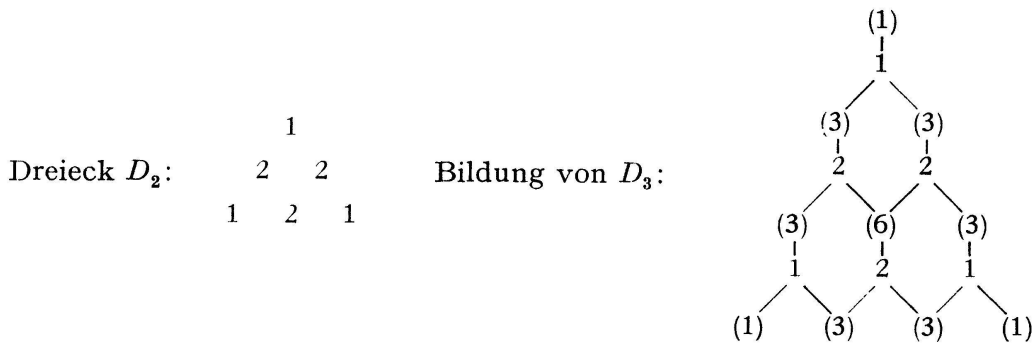 (1)
1
1
(3) (3)
Dreieck D₂: 2 2 Bildung von D₃: 2 2
1 2 1
(3) (6) (3)
1 2 1
(1) (3) (3) (1)